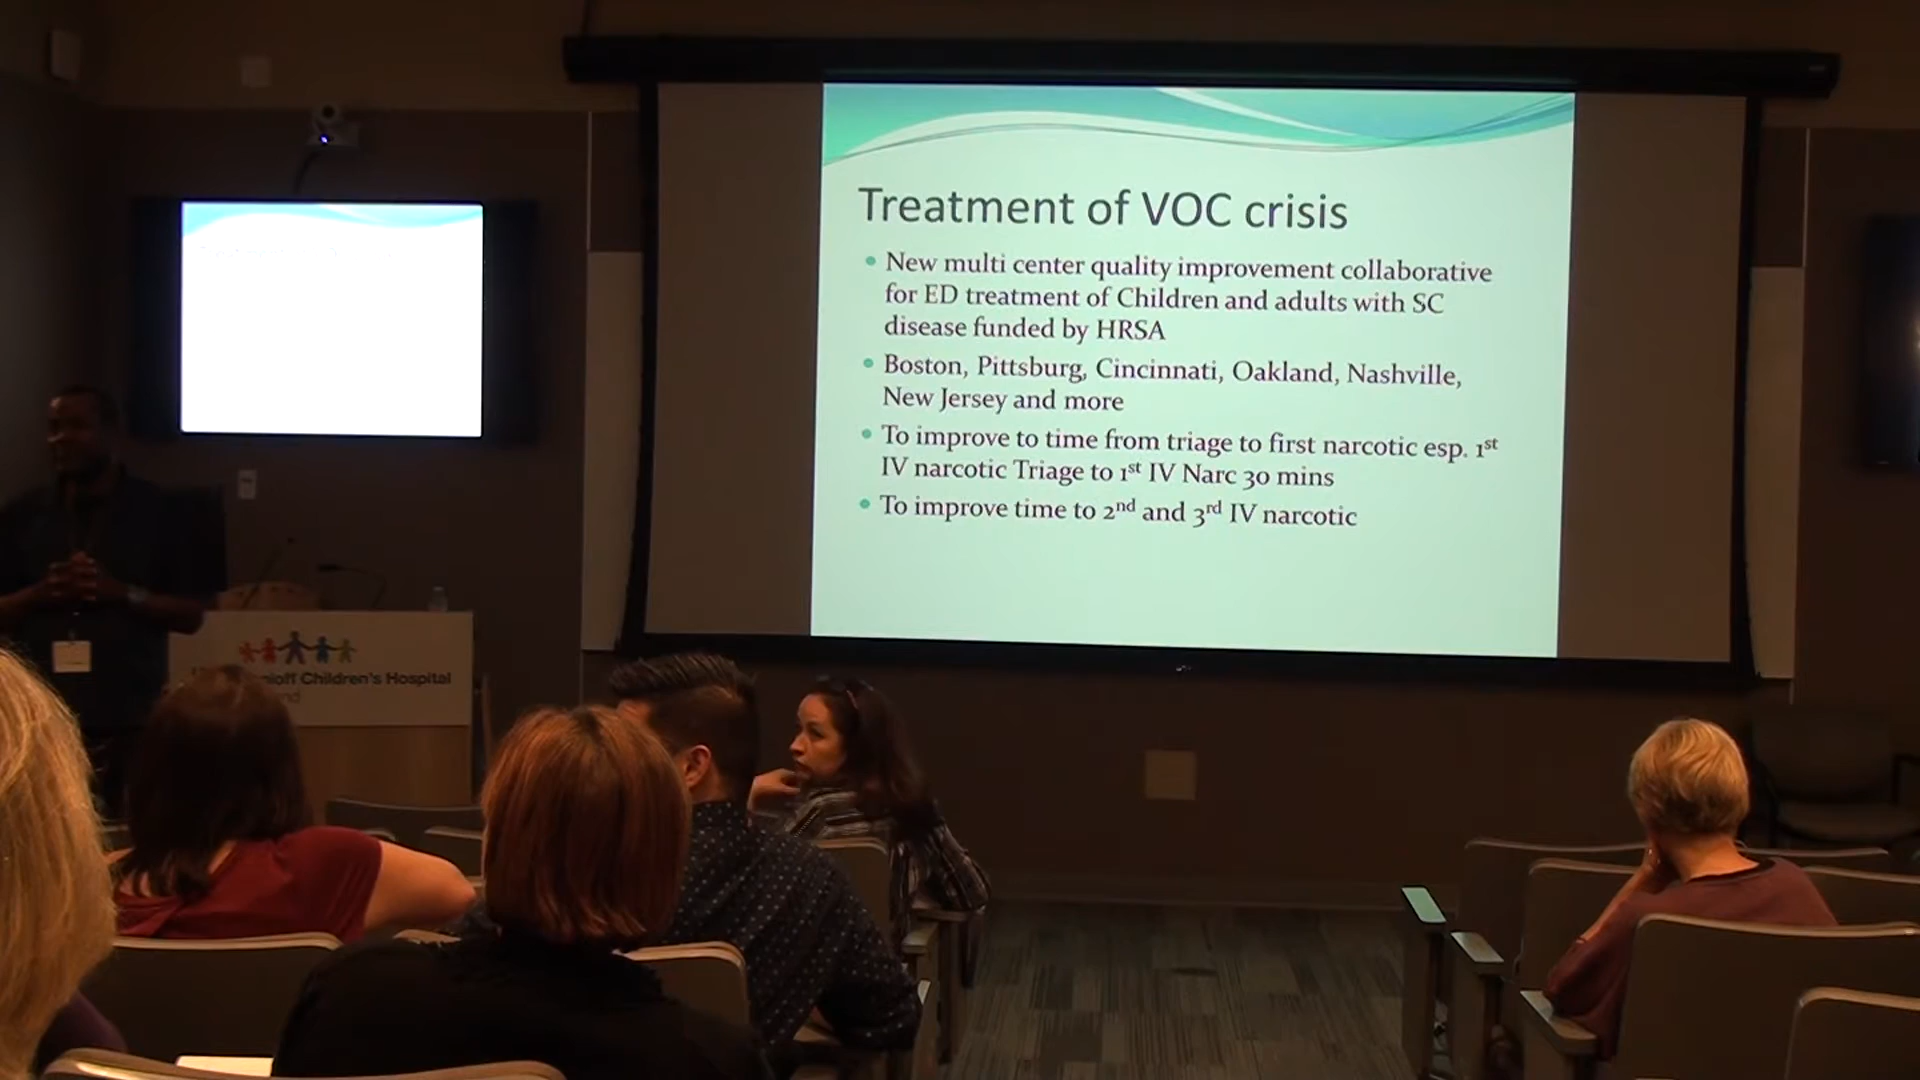 Treatment of VOC crisis
• New multi center quality improvement collaborative
for ED treatment of Children and adults with SC
disease funded by HRSA
• Boston, Pittsburg, Cincinnati, Oakland, Nashville,
New Jersey and more
• To improve to time from triage to first narcotic esp. 1st
IV narcotic Triage to 1st IV Narc 30 mins
• To improve time to 2nd and 3rd IV narcotic
Children's Hospital